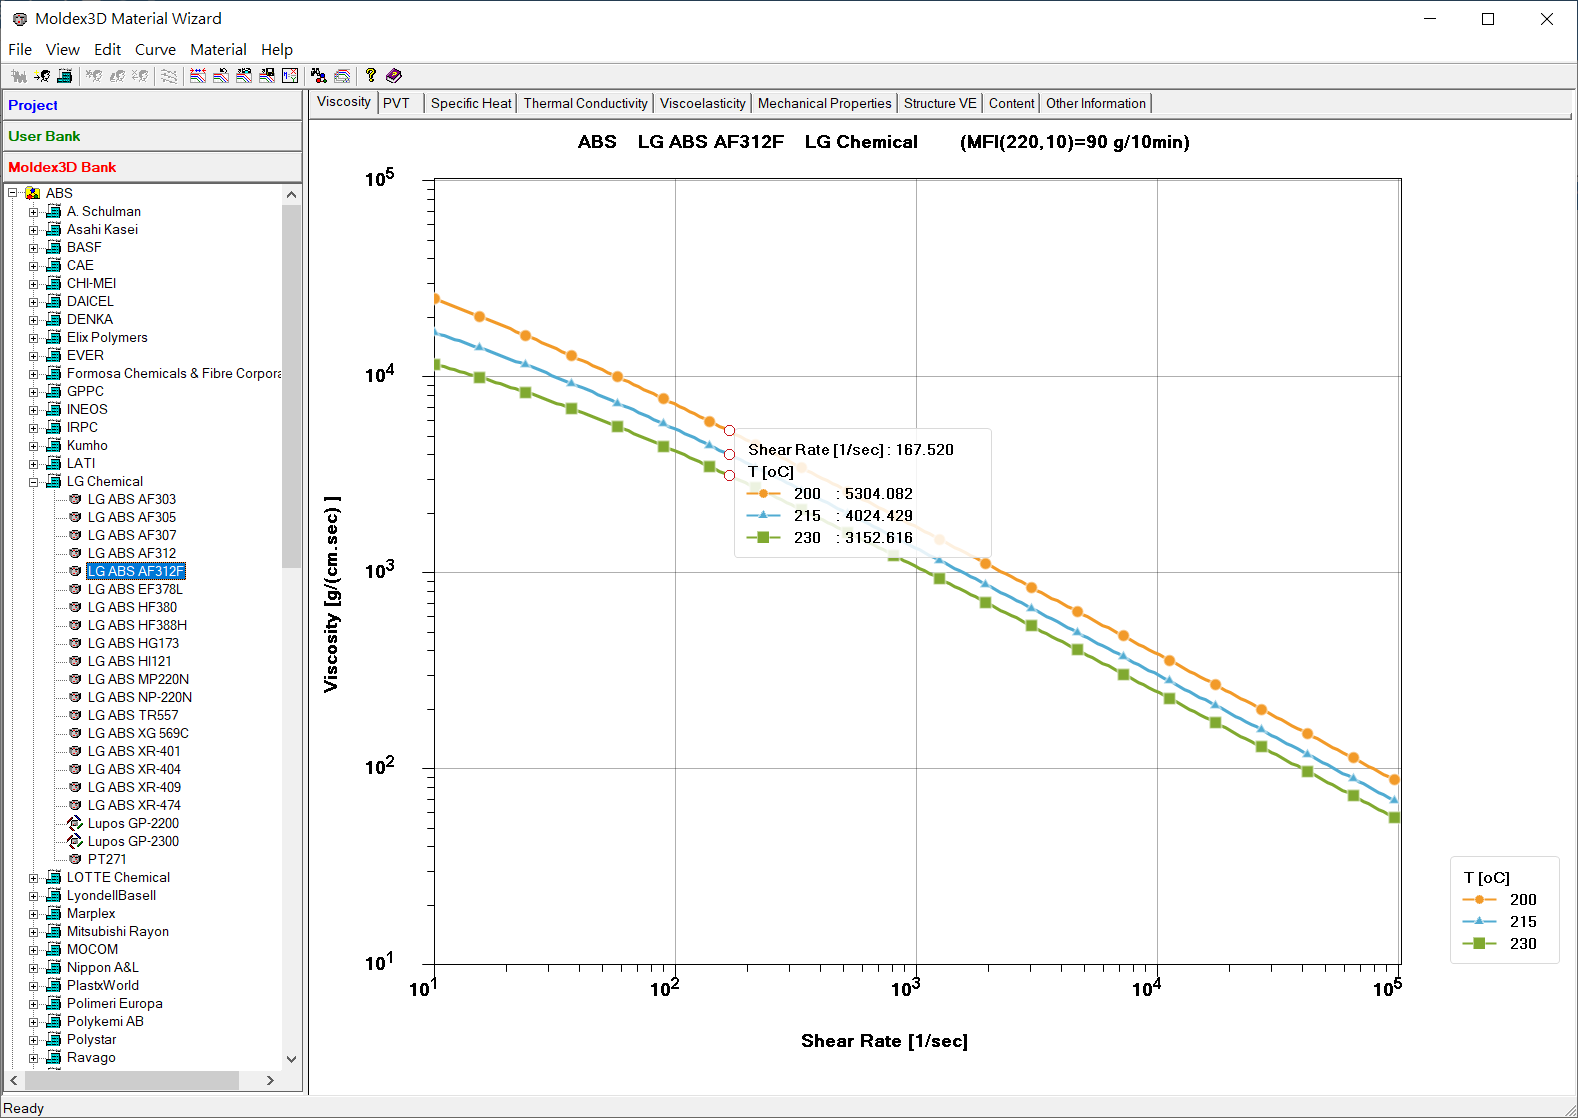 Moldex3D Material Wizard
File View Edit Curve Material Help
Project
User Bank
Moldex3D Bank
ABS
A. Schulman
Asahi Kasei
BASF
CAE
CHI-MEI
DAICEL
DENKA
Elix Polymers
EVER
Formosa Chemicals & Fibre Corpora
GPPC
INEOS
IRPC
Kumho
LATI
LG Chemical
LG ABS AF303
LG ABS AF305
LG ABS AF307
LG ABS AF312
LG ABS AF312F
LG ABS EF378L
LG ABS HF380
LG ABS HF388H
LG ABS HG173
LG ABS HI121
LG ABS MP220N
LG ABS NP-220N
LG ABS TR557
LG ABS XG 569C
LG ABS XR-401
LG ABS XR-404
LG ABS XR-409
LG ABS XR-474
Lupos GP-2200
Lupos GP-2300
PT271
LOTTE Chemical
LyondellBasell
Marplex
Mitsubishi Rayon
MOCOM
Nippon A&L
PlastxWorld
Polimeri Europa
Polykemi AB
Polystar
Ravago
Viscosity PVT Specific Heat Thermal Conductivity Viscoelasticity Mechanical Properties Structure VE Content Other Information
ABS LG ABS AF312F LG Chemical (MFI(220,10)=90 g/10min)
10^5
10^4
10^3
10^2
10^1
Viscosity [g/(cm.sec) ]
Shear Rate [1/sec] : 167.520
T [oC]
200 : 5304.082
215 : 4024.429
230 : 3152.616
10^1 10^2 10^3 10^4 10^5
Shear Rate [1/sec]
T [oC]
200
215
230
Ready